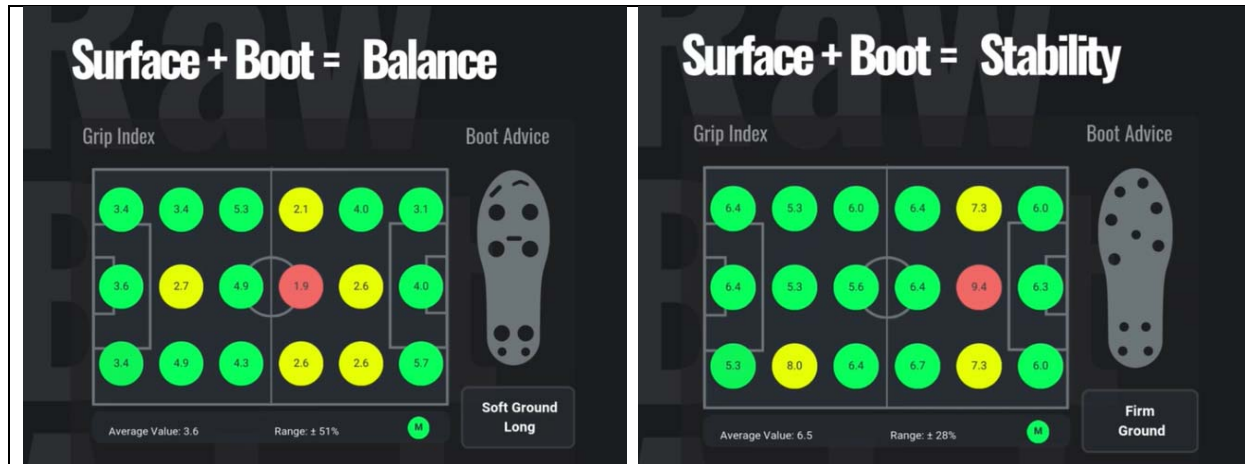 Surface + Boot = Balance
Grip Index
Boot Advice
3.4 3.4 5.3 2.1 4.0 3.1
3.6 2.7 4.9 1.9 2.6 4.0
3.4 4.9 4.3 2.6 2.6 5.7
Average Value: 3.6
Range: ± 51%
M
Soft Ground
Long
Surface + Boot = Stability
Grip Index
Boot Advice
6.4 5.3 6.0 6.4 7.3 6.0
6.4 5.3 5.6 6.4 9.4 6.3
5.3 8.0 6.4 6.7 7.3 6.0
Average Value: 6.5
Range: ± 28%
M
Firm
Ground